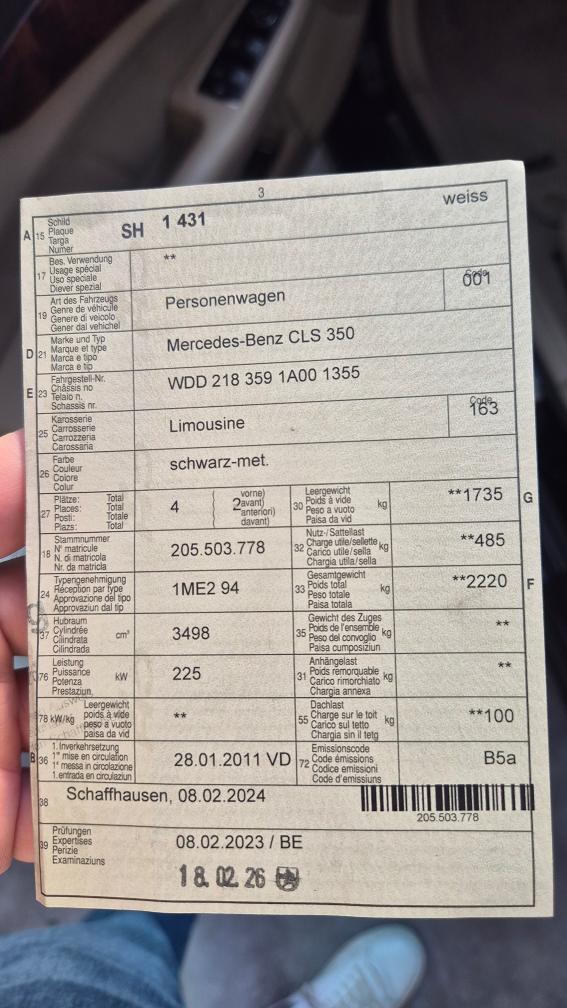 3
A 15 Schild
Plaque
Targa
Numer
SH 1 431
weiss
17 Bes. Verwendung
Usage spécial
Uso speciale
Diever spezial
**
19 Art des Fahrzeugs
Genre de véhicule
Genere di veicolo
Gener dal vehichel
Personenwagen
Code
001
D 21 Marke und Typ
Marque et type
Marca e tipo
Marca e tip
Mercedes-Benz CLS 350
E 23 Fahrgestell-Nr.
Châssis no
Telaio n.
Schassis nr.
WDD 218 359 1A00 1355
25 Karosserie
Carrosserie
Carrozzeria
Carossaria
Limousine
Code
163
26 Farbe
Couleur
Colore
Colur
schwarz-met.
27 Plätze: Total
Places: Total
Posti: Totale
Plazs: Total
4
2 vorne)
avant)
anteriori)
davant)
30 Leergewicht
Poids à vide
Peso a vuoto kg
Paisa da vid
**1735 G
18 Stammnummer
N° matricule
N. di matricola
Nr. da matricla
205.503.778
32 Nutz-/Sattellast
Charge utile/sellette
Carico utile/sella kg
Chargia utila/sella
**485
24 Typengenehmigung
Réception par type
Approvazione del tipo
Approvaziun dal tip
1ME2 94
33 Gesamtgewicht
Poids total
Peso totale kg
Paisa totala
**2220 F
37 Hubraum
Cylindrée
Cilindrata cm³
Cilindrada
3498
35 Gewicht des Zuges
Poids de l'ensemble
Peso del convoglio kg
Paisa cumposiziun
**
76 Leistung
Puissance
Potenza kW
Prestaziun
225
31 Anhängelast
Poids remorquable
Carico rimorchiato kg
Chargia annexa
**
78 kW/kg Leergewicht
poids à vide
peso a vuoto
paisa da vid
**
55 Dachlast
Charge sur le toit
Carico sul tetto kg
Chargia sin il tetg
**100
B 36 1. Inverkehrsetzung
1re mise en circulation
1a messa in circolazione
1. entrada en circulaziun
28.01.2011 VD
72 Emissionscode
Code émissions
Codice emissioni
Code d'emissiuns
B5a
38 Schaffhausen, 08.02.2024
205.503.778
39 Prüfungen
Expertises
Perizie
Examinaziuns
08.02.2023 / BE
18. 02. 26